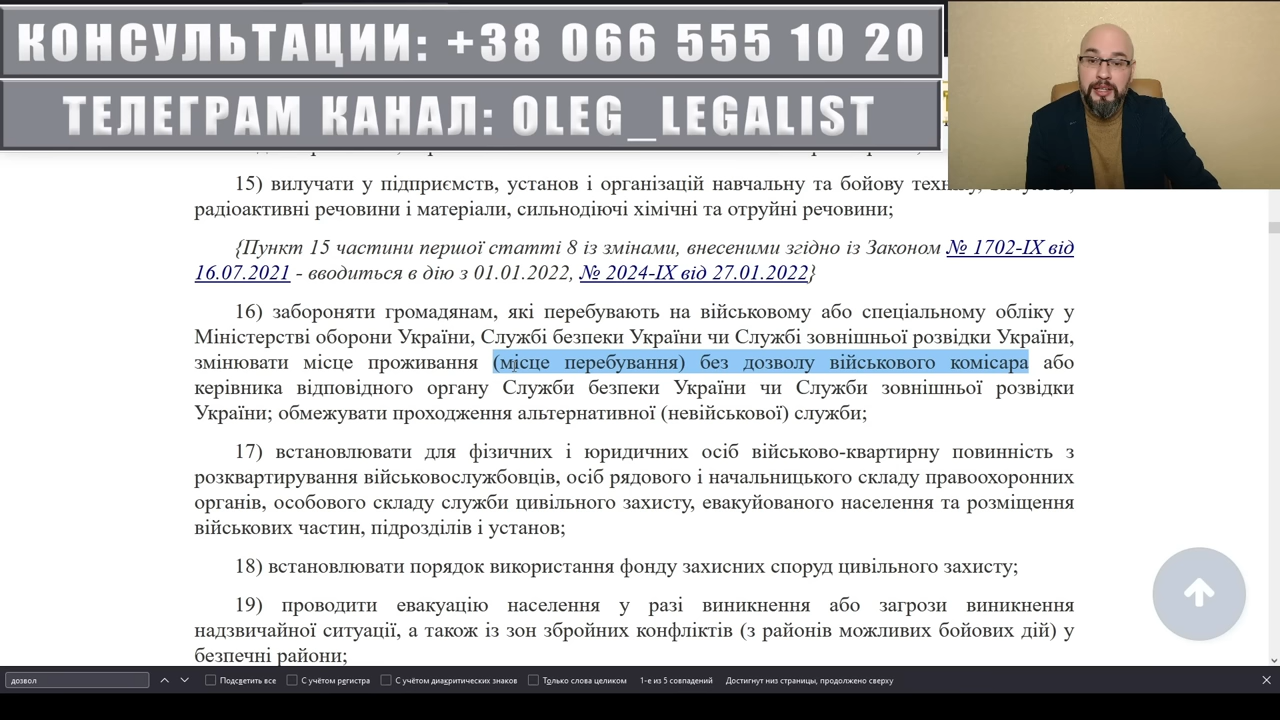 КОНСУЛЬТАЦИИ: +38 066 555 10 20
ТЕЛЕГРАМ КАНАЛ: OLEG_LEGALIST
15) вилучати у підприємств, установ і організацій навчальну та бойову техніку,
радіоактивні речовини і матеріали, сильнодіючі хімічні та отруйні речовини;
{Пункт 15 частини першої статті 8 із змінами, внесеними згідно із Законом № 1702-IX від
16.07.2021 - вводиться в дію з 01.01.2022, № 2024-IX від 27.01.2022}
16) забороняти громадянам, які перебувають на військовому або спеціальному обліку у
Міністерстві оборони України, Службі безпеки України чи Службі зовнішньої розвідки України,
змінювати місце проживання (місце перебування) без дозволу військового комісара або
керівника відповідного органу Служби безпеки України чи Служби зовнішньої розвідки
України; обмежувати проходження альтернативної (невійськової) служби;
17) встановлювати для фізичних і юридичних осіб військово-квартирну повинність з
розквартирування військовослужбовців, осіб рядового і начальницького складу правоохоронних
органів, особового складу служби цивільного захисту, евакуйованого населення та розміщення
військових частин, підрозділів і установ;
18) встановлювати порядок використання фонду захисних споруд цивільного захисту;
19) проводити евакуацію населення у разі виникнення або загрози виникнення
надзвичайної ситуації, а також із зон збройних конфліктів (з районів можливих бойових дій) у
безпечні райони;
дозвол Подсветить все С учётом регистра С учётом диакритических знаков Только слова целиком 1-е из 5 совпадений Достигнут низ страницы, продолжено сверху